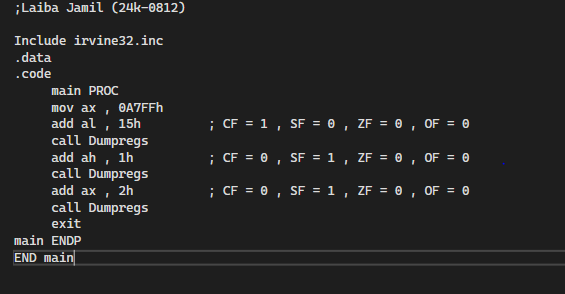 ;Laiba Jamil (24k-0812)
Include irvine32.inc
.data
.code
main PROC
mov ax , 0A7FFh
add al , 15h ; CF = 1 , SF = 0 , ZF = 0 , OF = 0
call Dumpregs
add ah , 1h ; CF = 0 , SF = 1 , ZF = 0 , OF = 0
call Dumpregs
add ax , 2h ; CF = 0 , SF = 1 , ZF = 0 , OF = 0
call Dumpregs
exit
main ENDP
END main